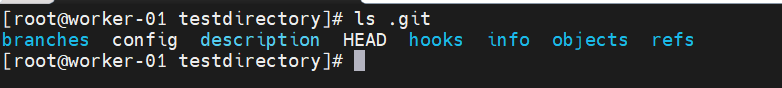 [root@worker-01 testdirectory]# ls .git
branches  config  description  HEAD  hooks  info  objects  refs
[root@worker-01 testdirectory]#